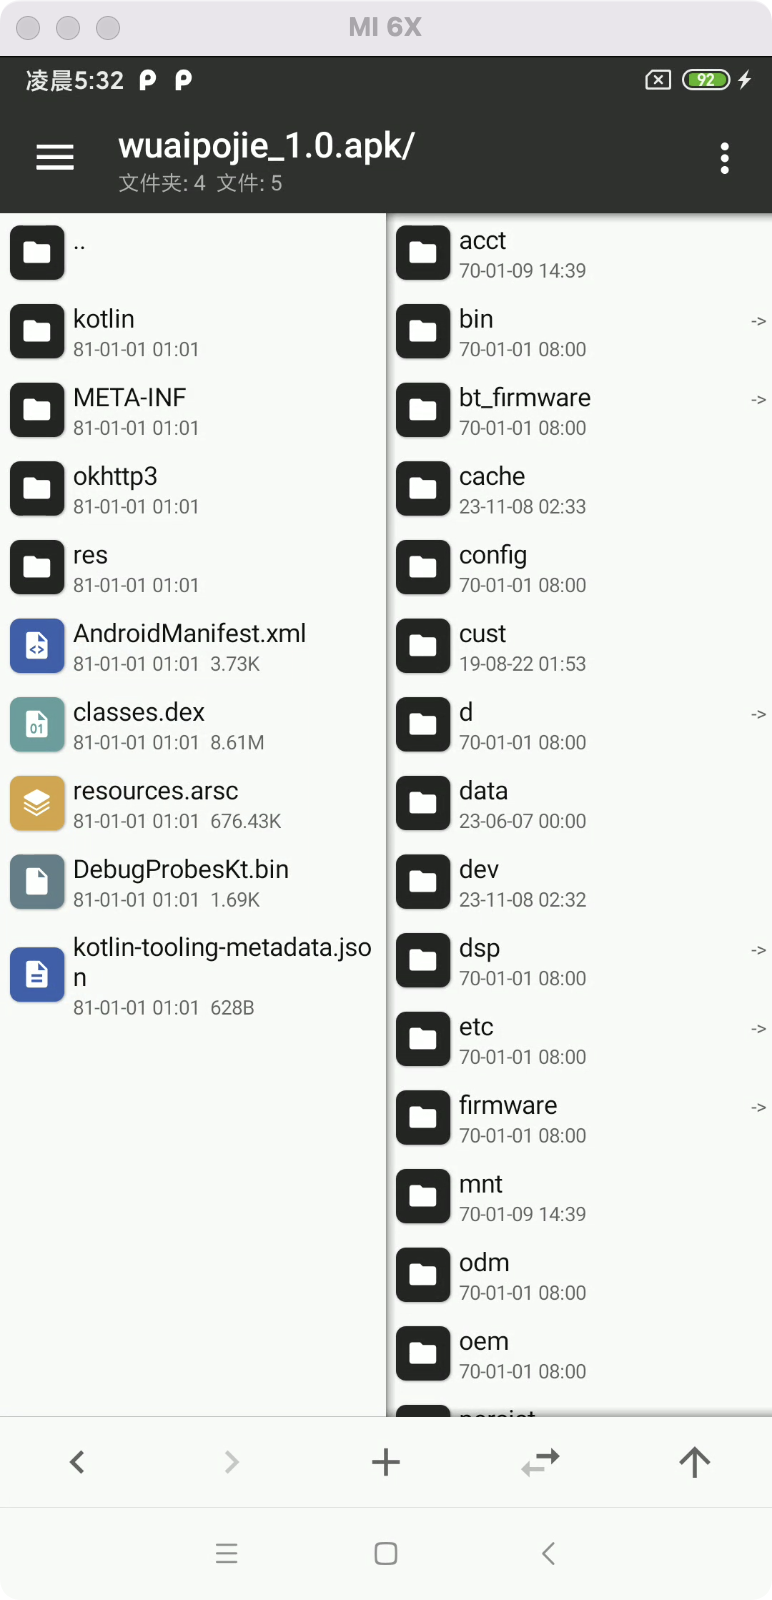 MI 6X
凌晨5:32
92
wuaipojie_1.0.apk/
文件夹: 4 文件: 5
..
kotlin
81-01-01 01:01
META-INF
81-01-01 01:01
okhttp3
81-01-01 01:01
res
81-01-01 01:01
AndroidManifest.xml
81-01-01 01:01 3.73K
classes.dex
81-01-01 01:01 8.61M
resources.arsc
81-01-01 01:01 676.43K
DebugProbesKt.bin
81-01-01 01:01 1.69K
kotlin-tooling-metadata.jso
n
81-01-01 01:01 628B
acct
70-01-09 14:39
bin
->
70-01-01 08:00
bt_firmware
->
70-01-01 08:00
cache
23-11-08 02:33
config
70-01-01 08:00
cust
19-08-22 01:53
d
->
70-01-01 08:00
data
23-06-07 00:00
dev
23-11-08 02:32
dsp
->
70-01-01 08:00
etc
->
70-01-01 08:00
firmware
->
70-01-01 08:00
mnt
70-01-09 14:39
odm
70-01-01 08:00
oem
70-01-01 08:00